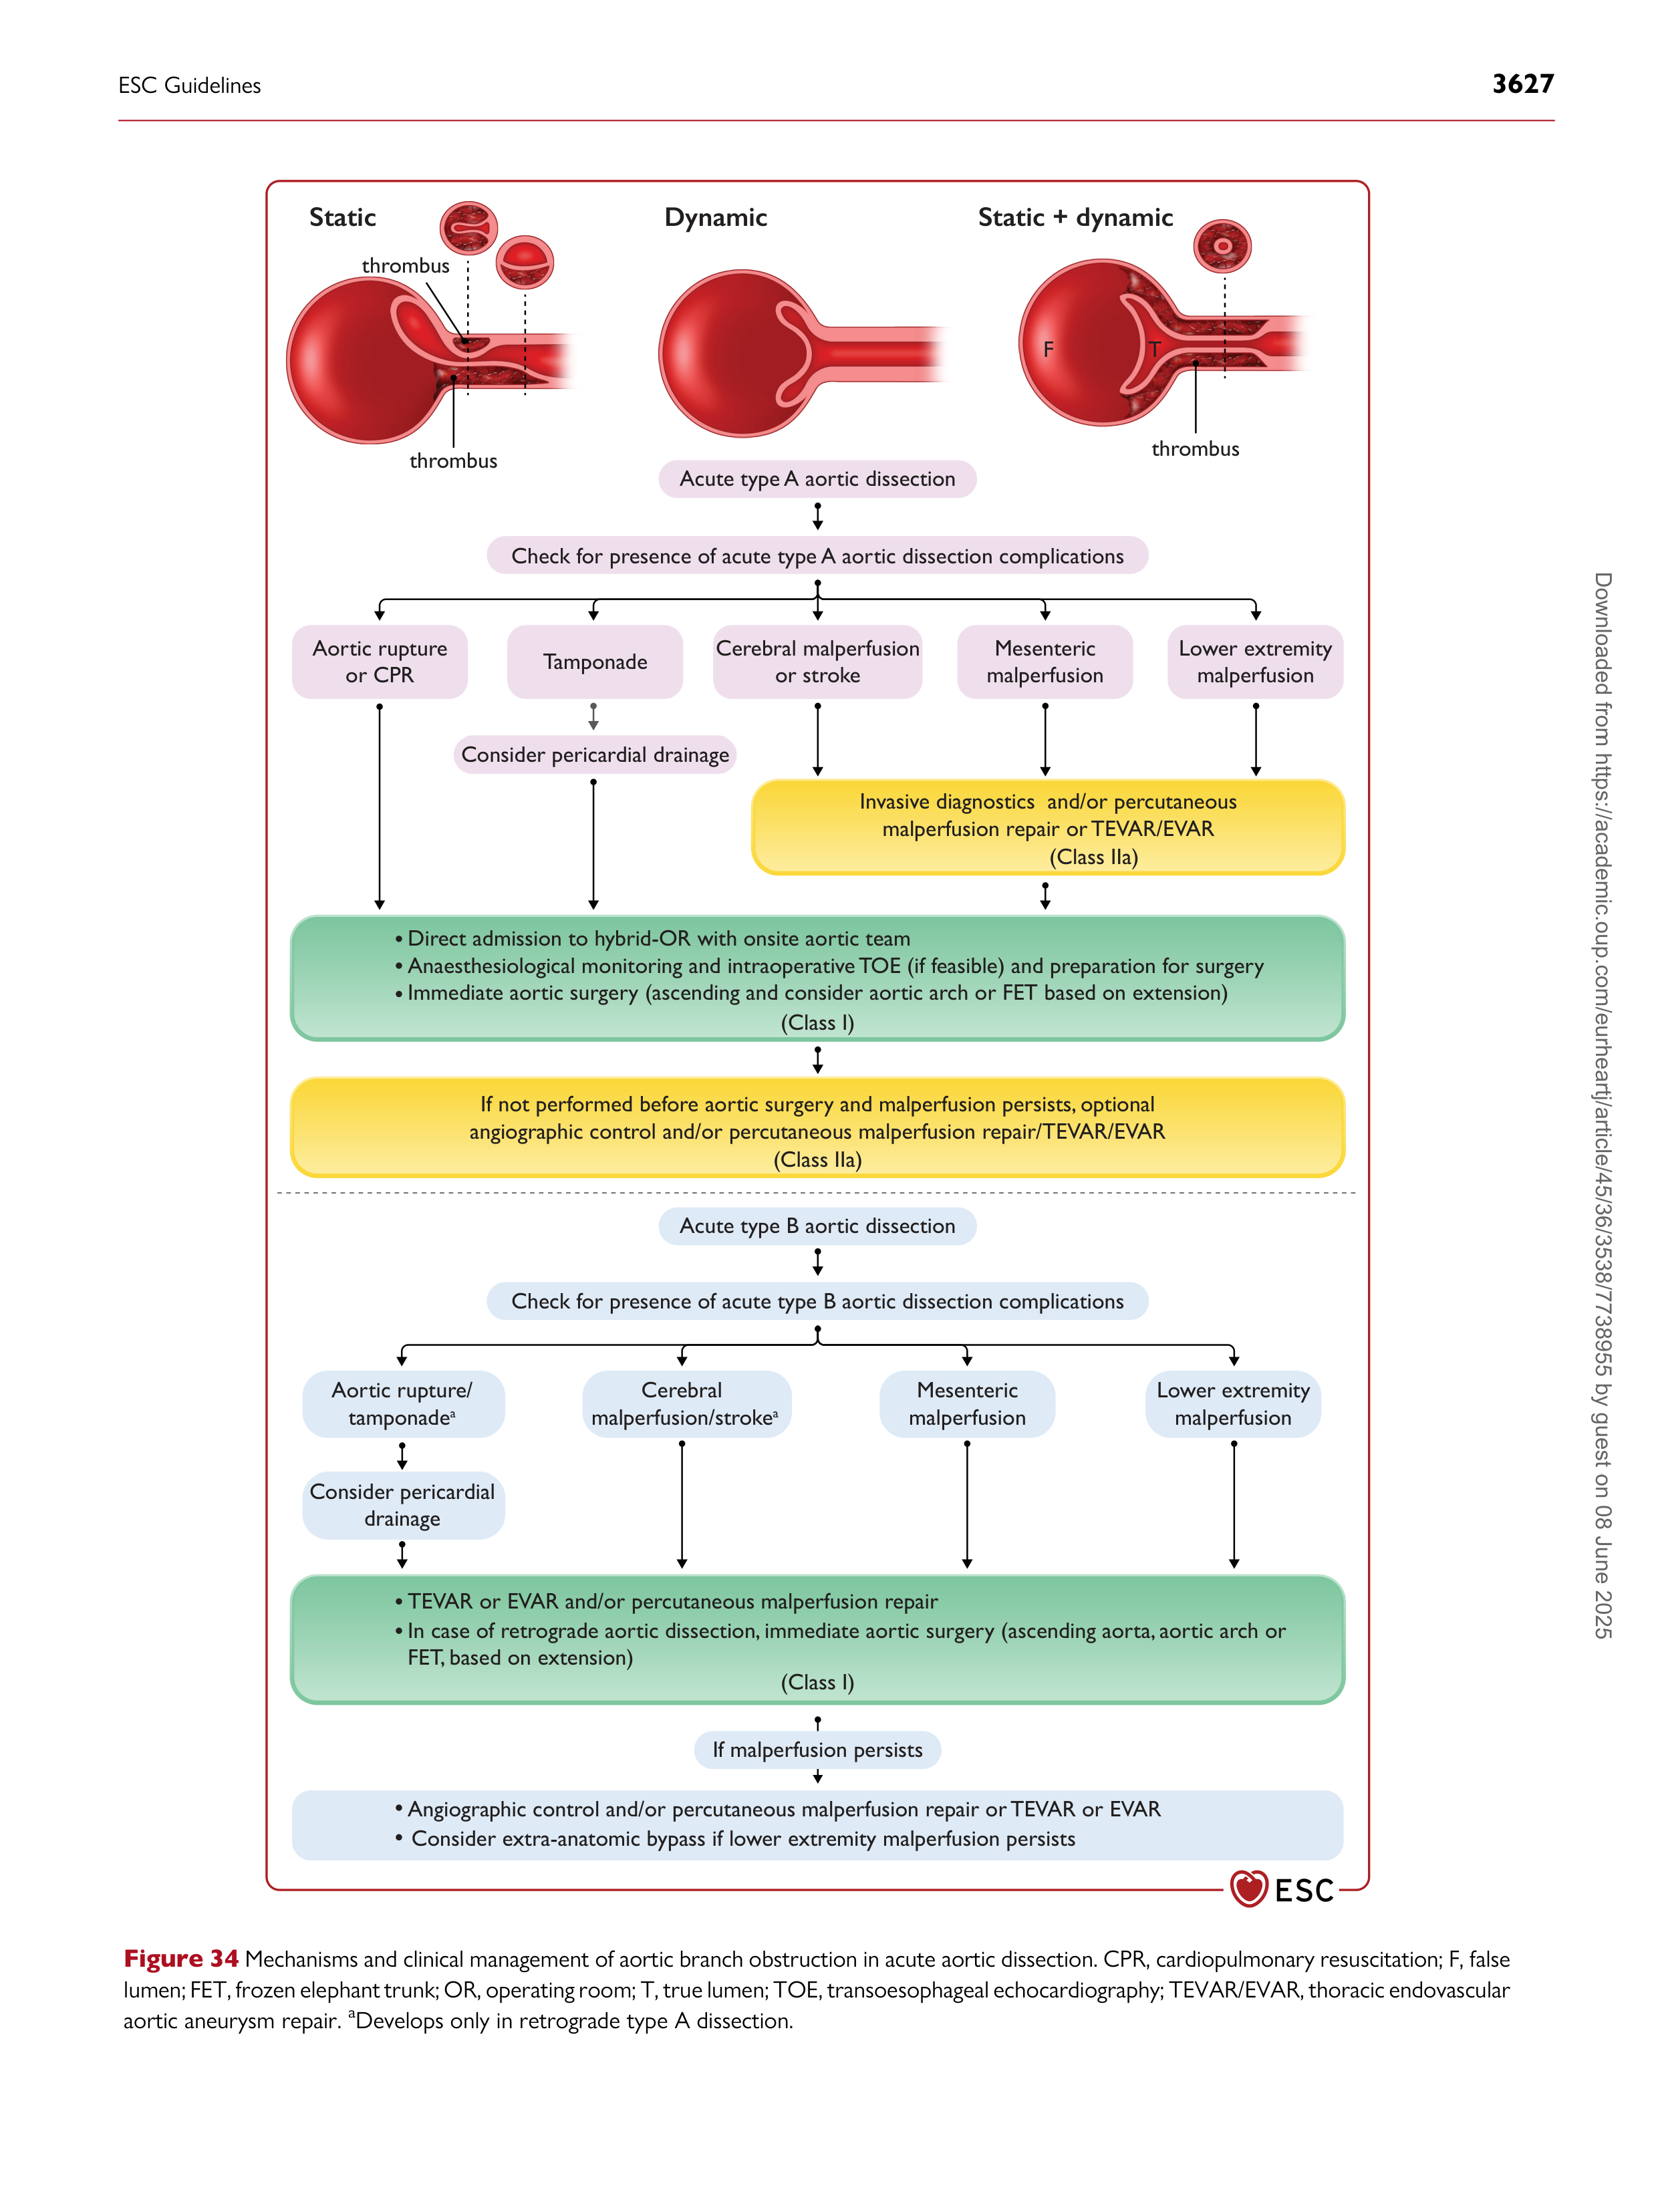 ESC Guidelines
3627
Static
Dynamic
Static + dynamic
thrombus
F
T
thrombus
thrombus
Acute type A aortic dissection
Check for presence of acute type A aortic dissection complications
Aortic rupture
or CPR
Tamponade
Cerebral malperfusion
or stroke
Mesenteric
malperfusion
Lower extremity
malperfusion
Consider pericardial drainage
Invasive diagnostics and/or percutaneous
malperfusion repair or TEVAR/EVAR
(Class IIa)
• Direct admission to hybrid-OR with onsite aortic team
• Anaesthesiological monitoring and intraoperative TOE (if feasible) and preparation for surgery
• Immediate aortic surgery (ascending and consider aortic arch or FET based on extension)
(Class I)
If not performed before aortic surgery and malperfusion persists, optional
angiographic control and/or percutaneous malperfusion repair/TEVAR/EVAR
(Class IIa)
Acute type B aortic dissection
Check for presence of acute type B aortic dissection complications
Aortic rupture/
tamponadeᵃ
Cerebral
malperfusion/strokeᵃ
Mesenteric
malperfusion
Lower extremity
malperfusion
Consider pericardial
drainage
• TEVAR or EVAR and/or percutaneous malperfusion repair
• In case of retrograde aortic dissection, immediate aortic surgery (ascending aorta, aortic arch or
FET, based on extension)
(Class I)
If malperfusion persists
• Angiographic control and/or percutaneous malperfusion repair or TEVAR or EVAR
• Consider extra-anatomic bypass if lower extremity malperfusion persists
ESC
Figure 34 Mechanisms and clinical management of aortic branch obstruction in acute aortic dissection. CPR, cardiopulmonary resuscitation; F, false
lumen; FET, frozen elephant trunk; OR, operating room; T, true lumen; TOE, transoesophageal echocardiography; TEVAR/EVAR, thoracic endovascular
aortic aneurysm repair. ᵃDevelops only in retrograde type A dissection.
Downloaded from https://academic.oup.com/eurheartj/article/45/36/3538/7738955 by guest on 08 June 2025